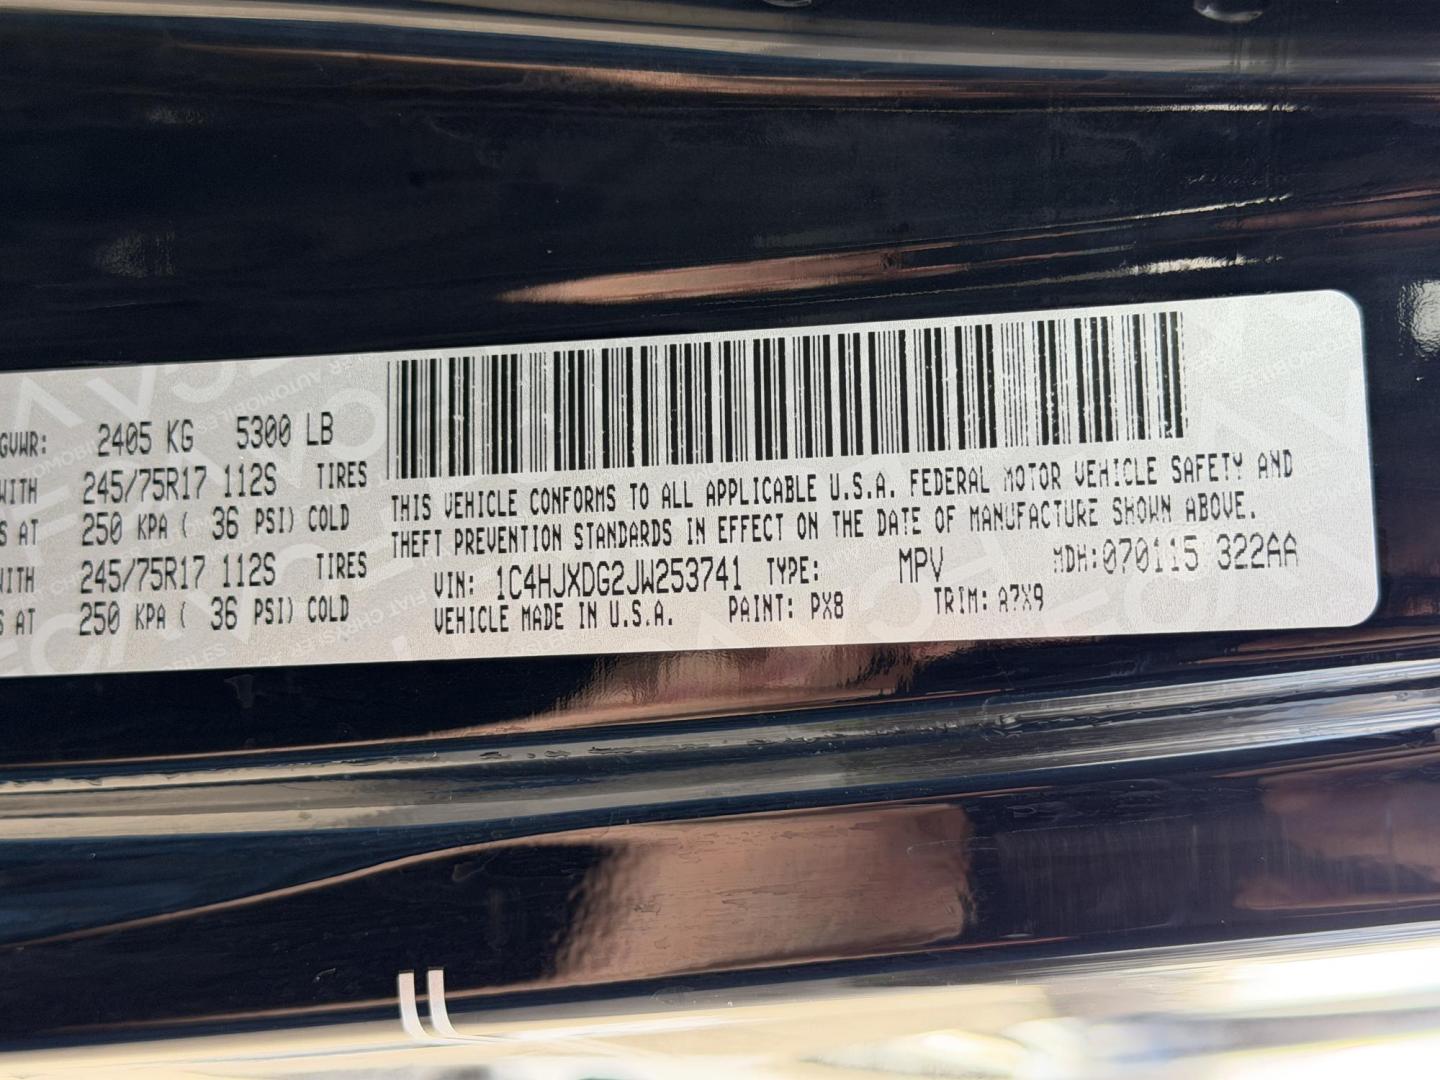 GVWR: 2405 KG 5300 LB
WITH 245/75R17 112S TIRES
S AT 250 KPA ( 36 PSI) COLD
WITH 245/75R17 112S TIRES
S AT 250 KPA ( 36 PSI) COLD
THIS VEHICLE CONFORMS TO ALL APPLICABLE U.S.A. FEDERAL MOTOR VEHICLE SAFETY AND
THEFT PREVENTION STANDARDS IN EFFECT ON THE DATE OF MANUFACTURE SHOWN ABOVE.
VIN: 1C4HJXDG2JW253741 TYPE: MPV MDH:070115 322AA
VEHICLE MADE IN U.S.A. PAINT: PX8 TRIM: A7X9